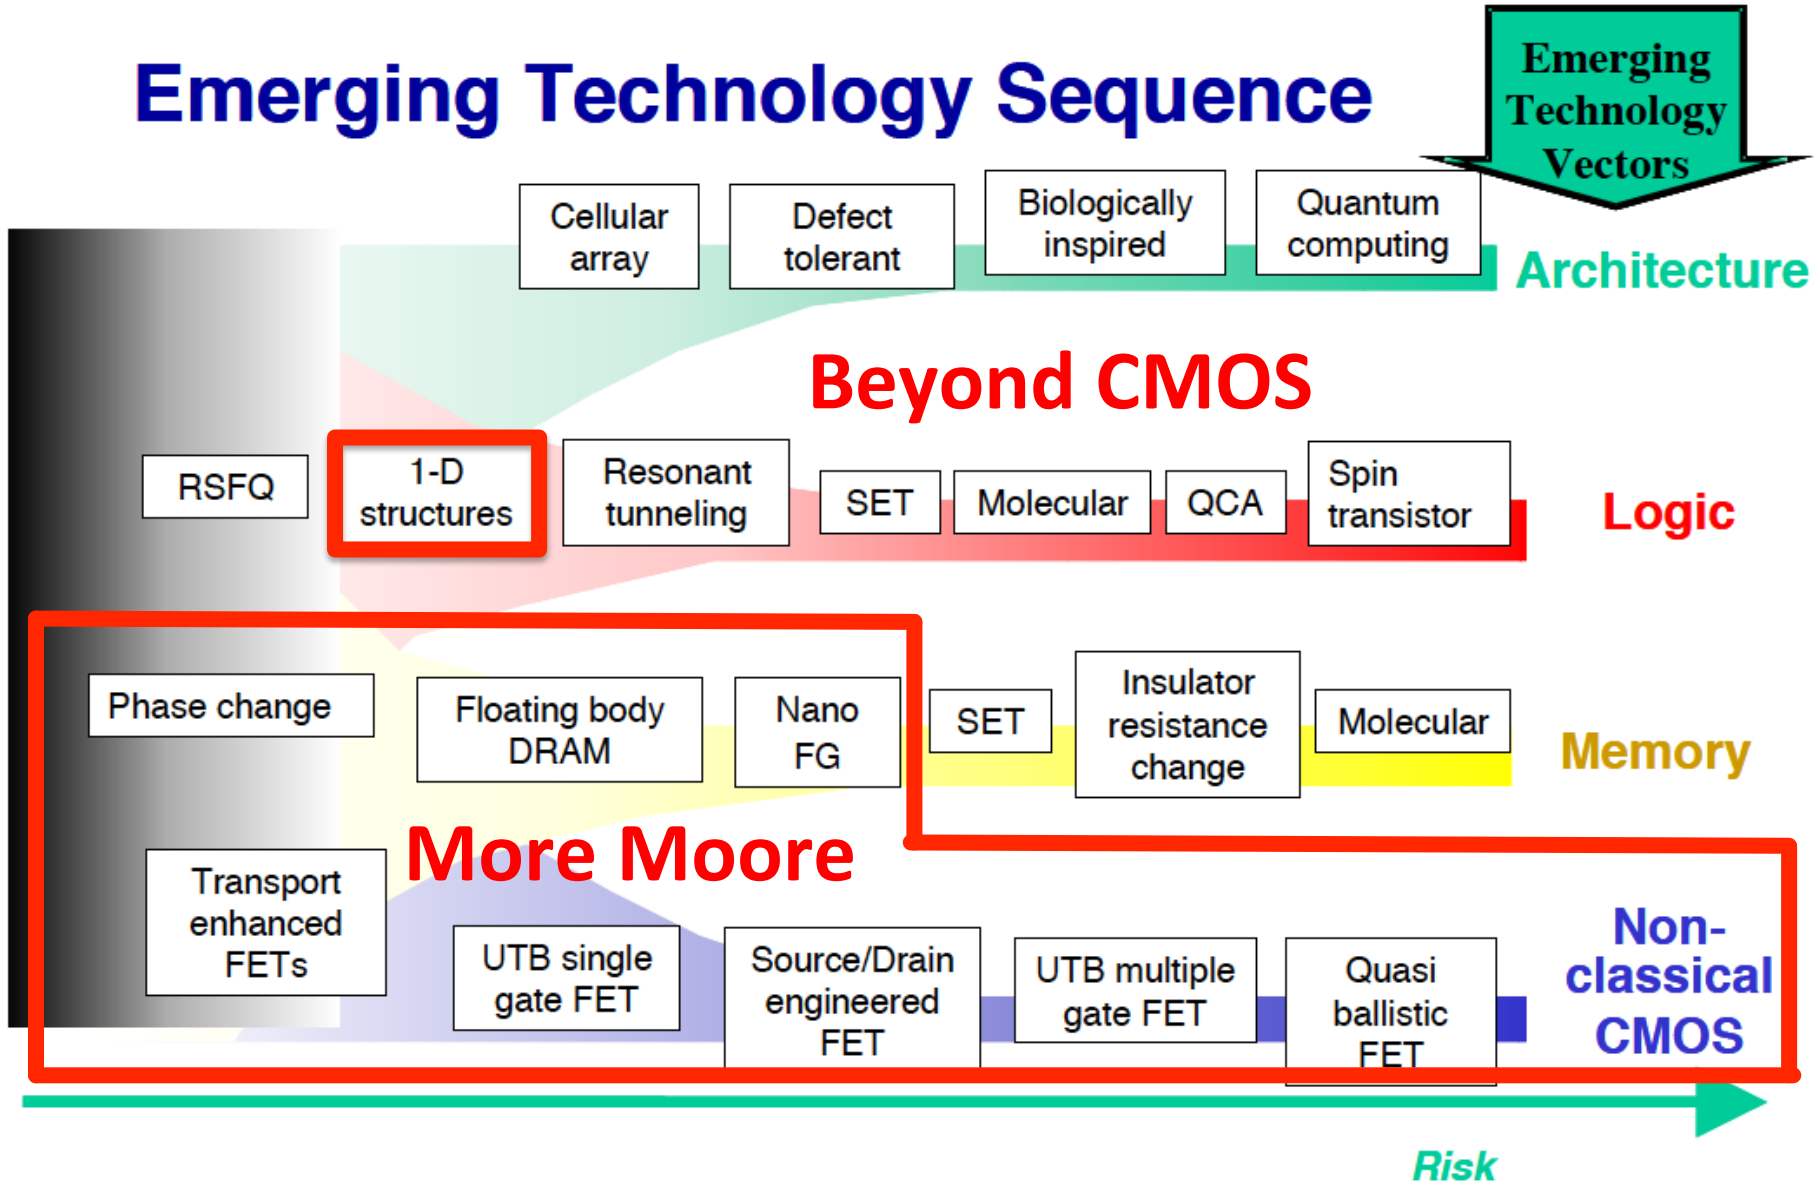 Emerging Technology Sequence
Emerging
Technology
Vectors
Cellular
array
Defect
tolerant
Biologically
inspired
Quantum
computing
Architecture
Beyond CMOS
RSFQ
1-D
structures
Resonant
tunneling
SET
Molecular
QCA
Spin
transistor
Logic
Phase change
Floating body
DRAM
Nano
FG
SET
Insulator
resistance
change
Molecular
Memory
More Moore
Transport
enhanced
FETs
UTB single
gate FET
Source/Drain
engineered
FET
UTB multiple
gate FET
Quasi
ballistic
FET
Non-
classical
CMOS
Risk